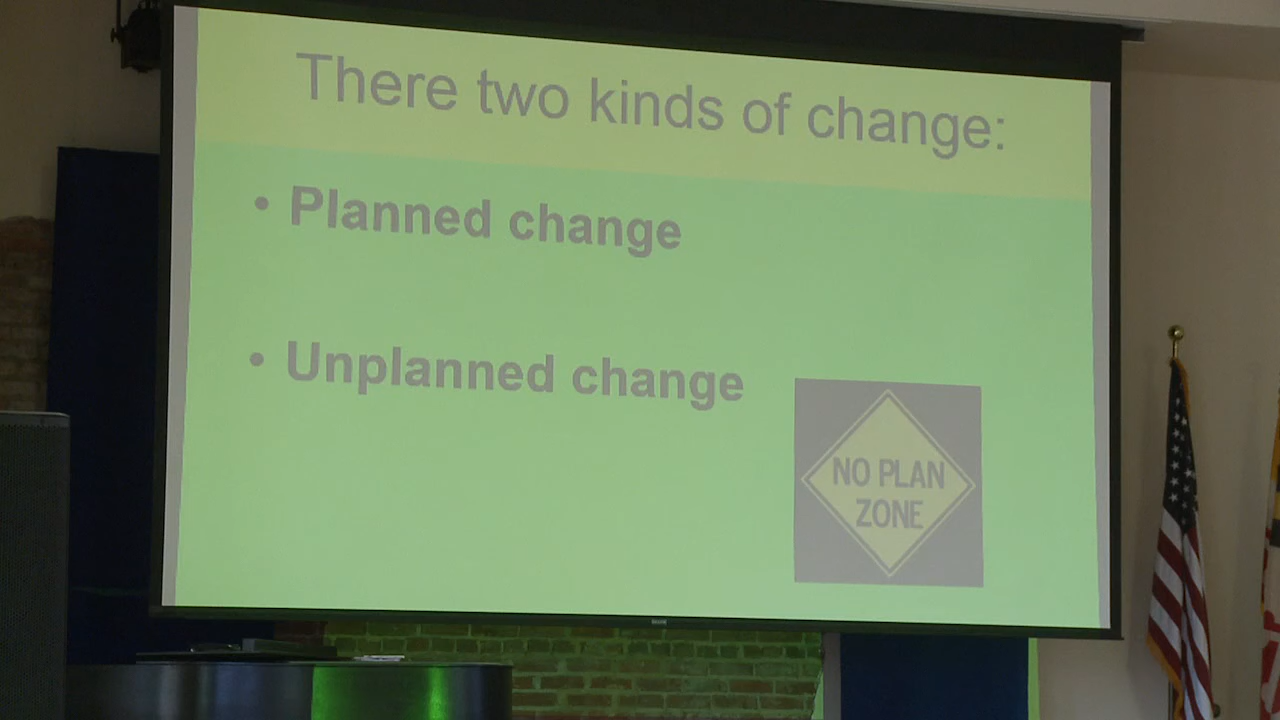 There two kinds of change:
• Planned change
• Unplanned change
NO PLAN
ZONE